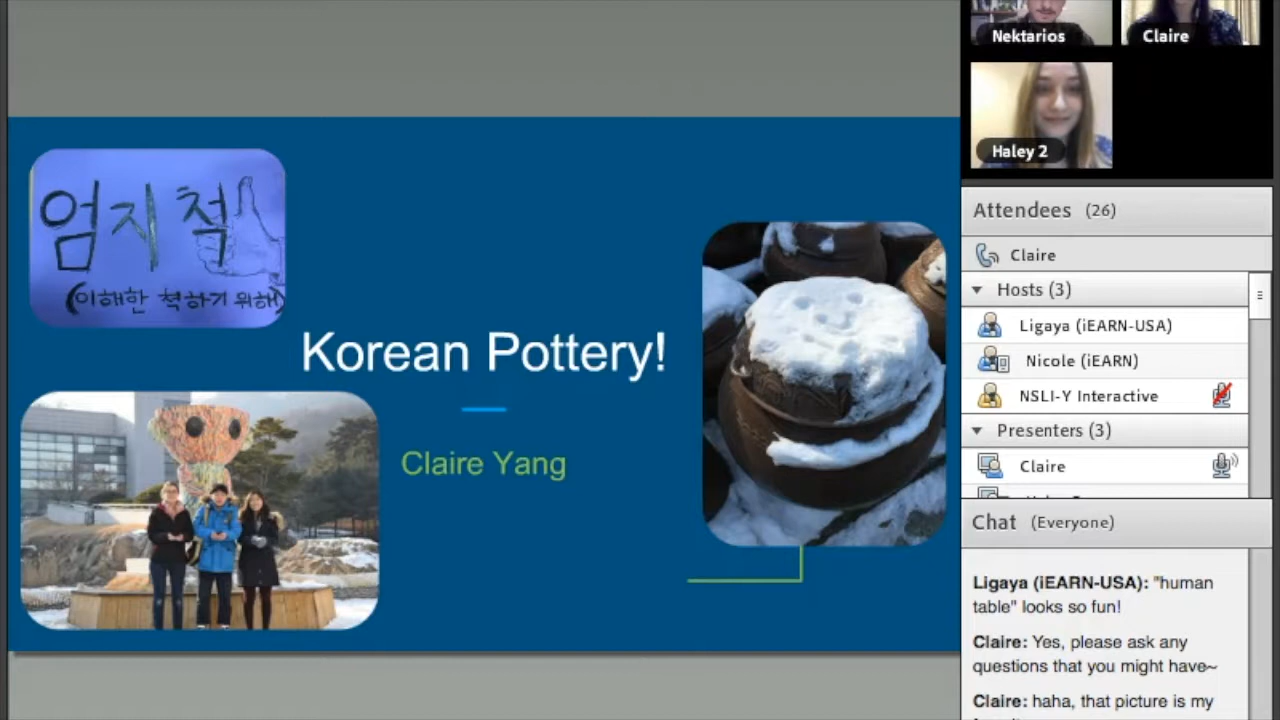 엄지 척
(이해한 척하기 위해)
Korean Pottery!
Claire Yang
Nektarios
Claire
Haley 2
Attendees (26)
Claire
Hosts (3)
Ligaya (iEARN-USA)
Nicole (iEARN)
NSLI-Y Interactive
Presenters (3)
Claire
Chat (Everyone)
Ligaya (iEARN-USA): "human
table" looks so fun!
Claire: Yes, please ask any
questions that you might have~
Claire: haha, that picture is my